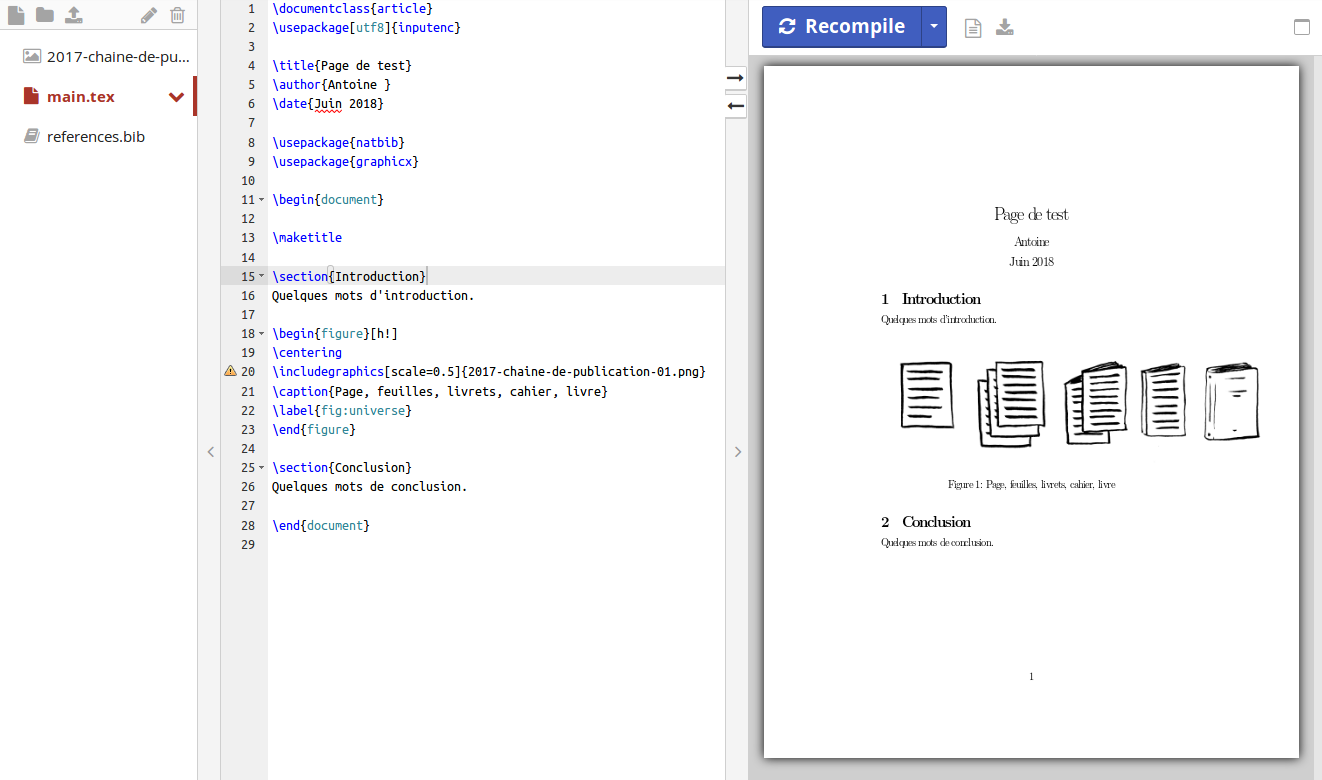 2017-chaine-de-pu...
main.tex
references.bib
1 \documentclass{article}
2 \usepackage[utf8]{inputenc}
3
4 \title{Page de test}
5 \author{Antoine }
6 \date{Juin 2018}
7
8 \usepackage{natbib}
9 \usepackage{graphicx}
10
11 \begin{document}
12
13 \maketitle
14
15 \section{Introduction}
16 Quelques mots d'introduction.
17
18 \begin{figure}[h!]
19 \centering
20 \includegraphics[scale=0.5]{2017-chaine-de-publication-01.png}
21 \caption{Page, feuilles, livrets, cahier, livre}
22 \label{fig:universe}
23 \end{figure}
24
25 \section{Conclusion}
26 Quelques mots de conclusion.
27
28 \end{document}
29
Recompile
Page de test
Antoine
Juin 2018
1 Introduction
Quelques mots d'introduction.
Figure 1: Page, feuilles, livrets, cahier, livre
2 Conclusion
Quelques mots de conclusion.
1